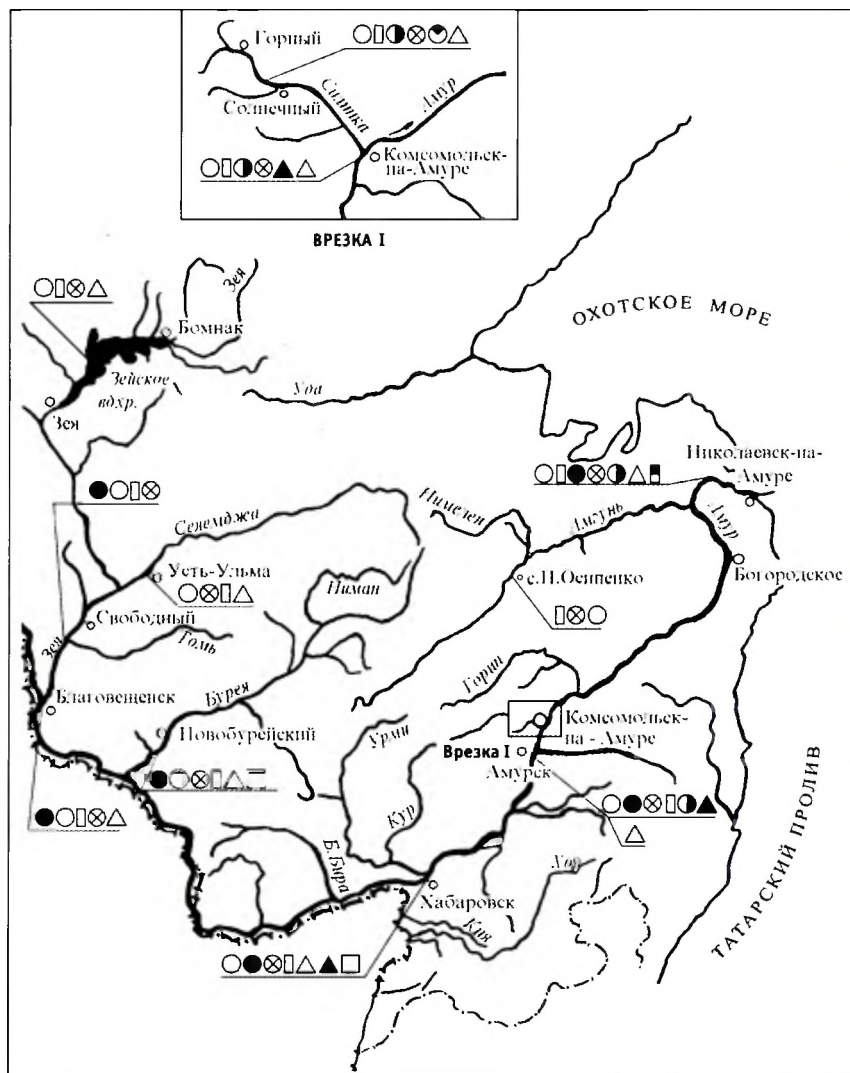 Горный
Солнечный
Силинка
Амур
Комсомольск-
на-Амуре
ВРЕЗКА I
Зея
Бомнак
ОХОТСКОЕ МОРЕ
Зейское
вдхр.
Зея
Уда
Николаевск-на-
Амуре
Нимелен
Амгунь
Амур
Селемджа
Богородское
Усть-Ульма
с.П.Осипенко
Ниман
Свободный
Зея
Томь
Горин
Бурея
Благовещенск
Комсомольск-
на - Амуре
Новобурейский
Урми
Врезка I
Амурск
Кур
ТАТАРСКИЙ ПРОЛИВ
Б.Бира
Хор
Хабаровск
Кия